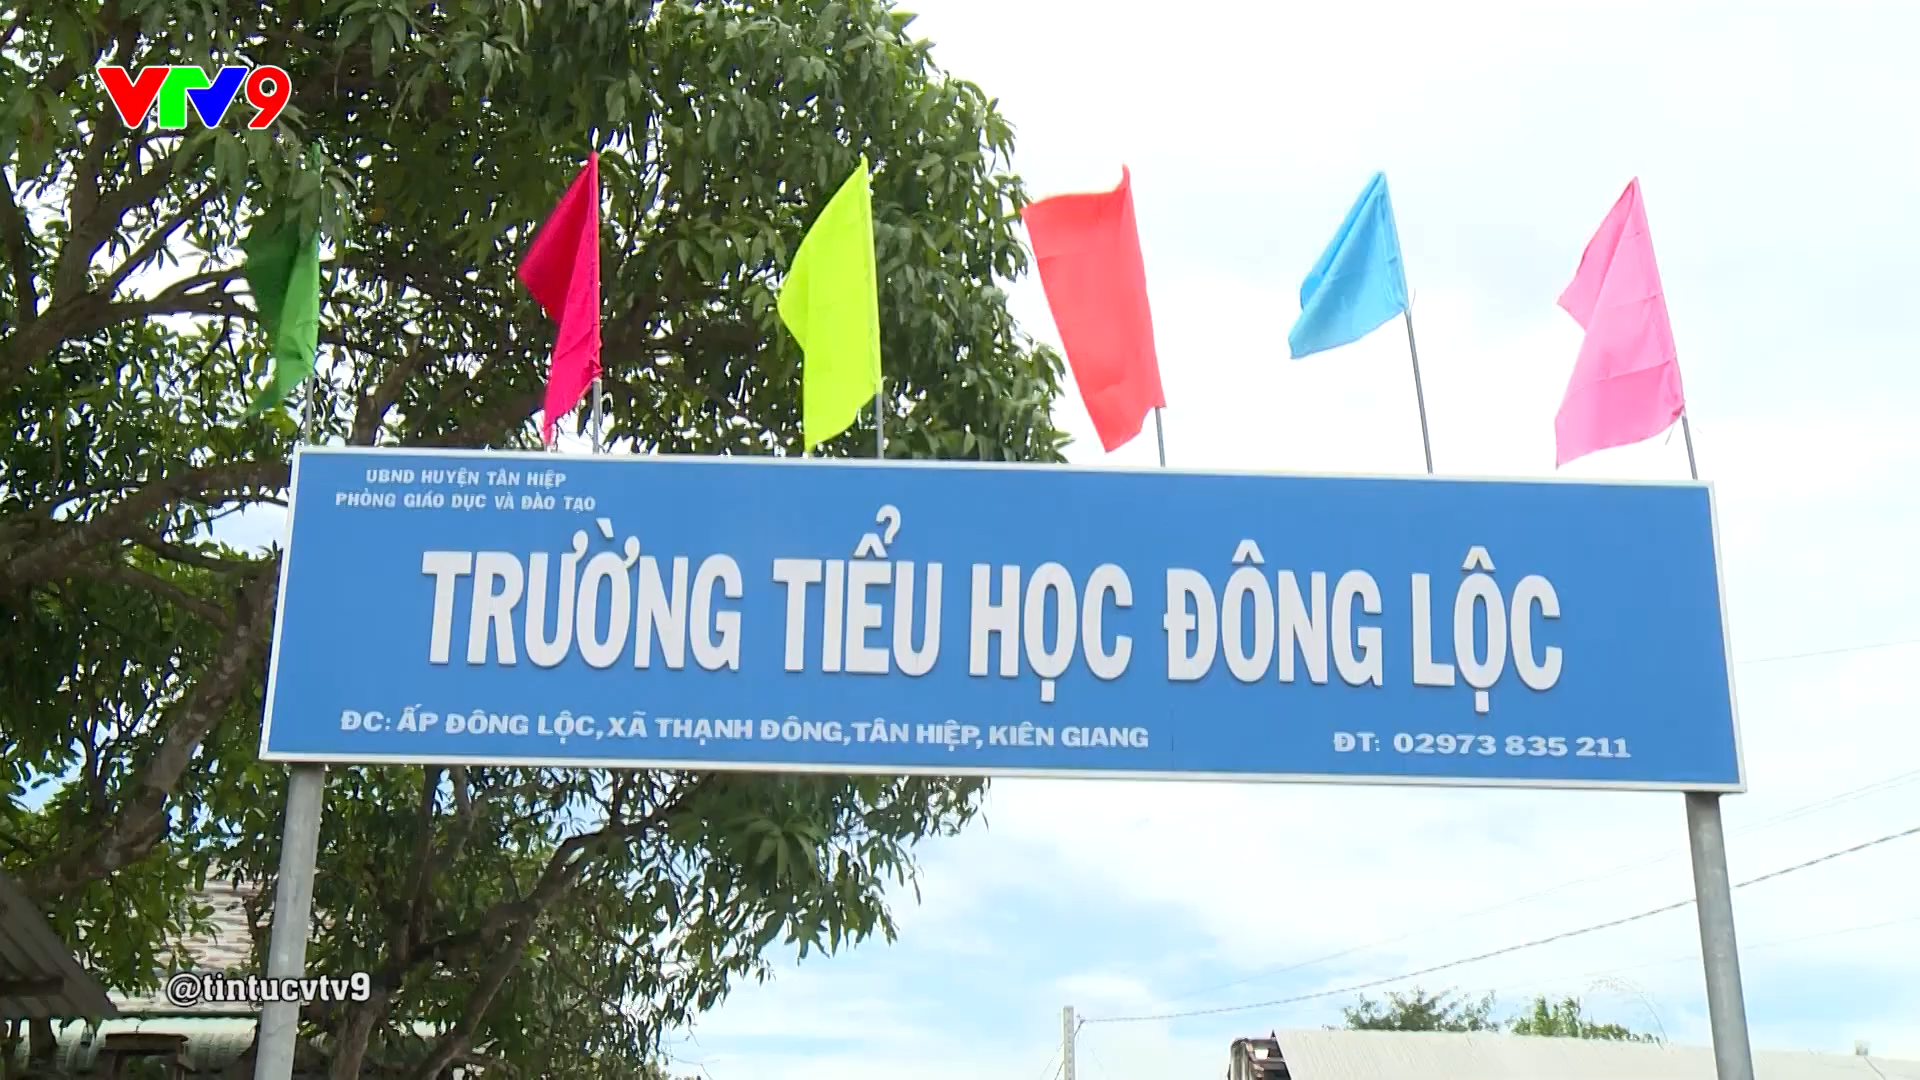 VTV9
UBND HUYỆN TÂN HIỆP
PHÒNG GIÁO DỤC VÀ ĐÀO TẠO
TRƯỜNG TIỂU HỌC ĐÔNG LỘC
ĐC: ẤP ĐÔNG LỘC, XÃ THẠNH ĐÔNG, TÂN HIỆP, KIÊN GIANG
ĐT: 02973 835 211
@tintucvtv9